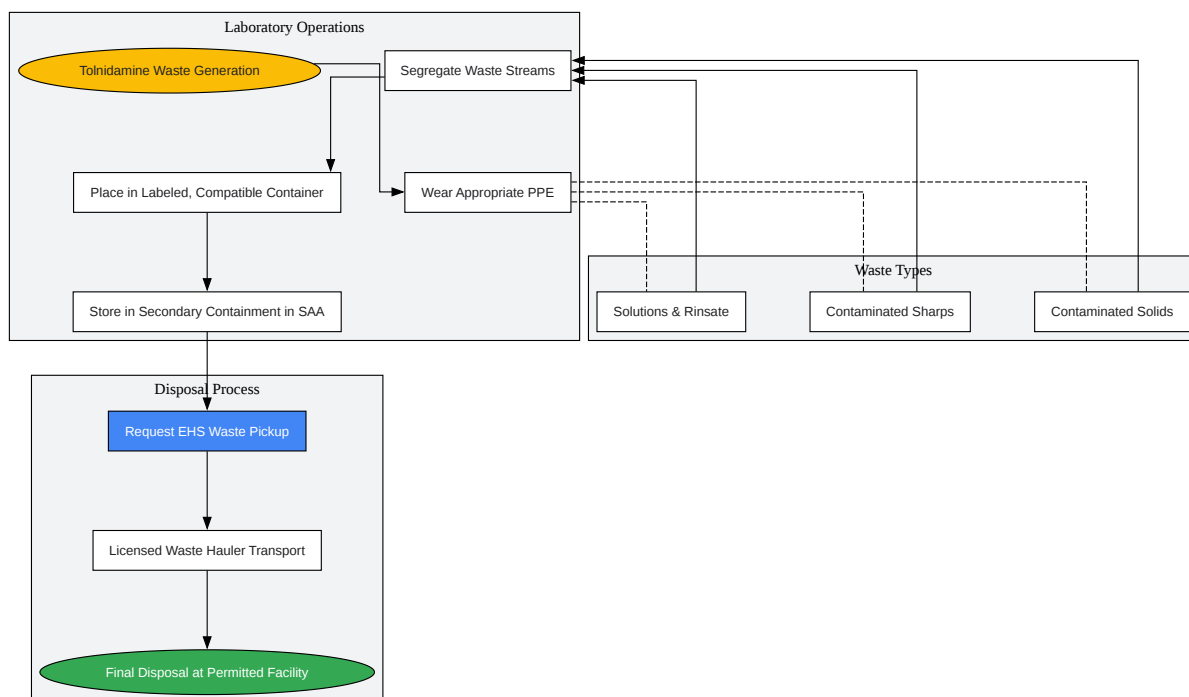 Laboratory Operations
Tolnidamine Waste Generation
Segregate Waste Streams
Place in Labeled, Compatible Container
Wear Appropriate PPE
Waste Types
Store in Secondary Containment in SAA
Solutions & Rinsate
Contaminated Sharps
Contaminated Solids
Disposal Process
Request EHS Waste Pickup
Licensed Waste Hauler Transport
Final Disposal at Permitted Facility